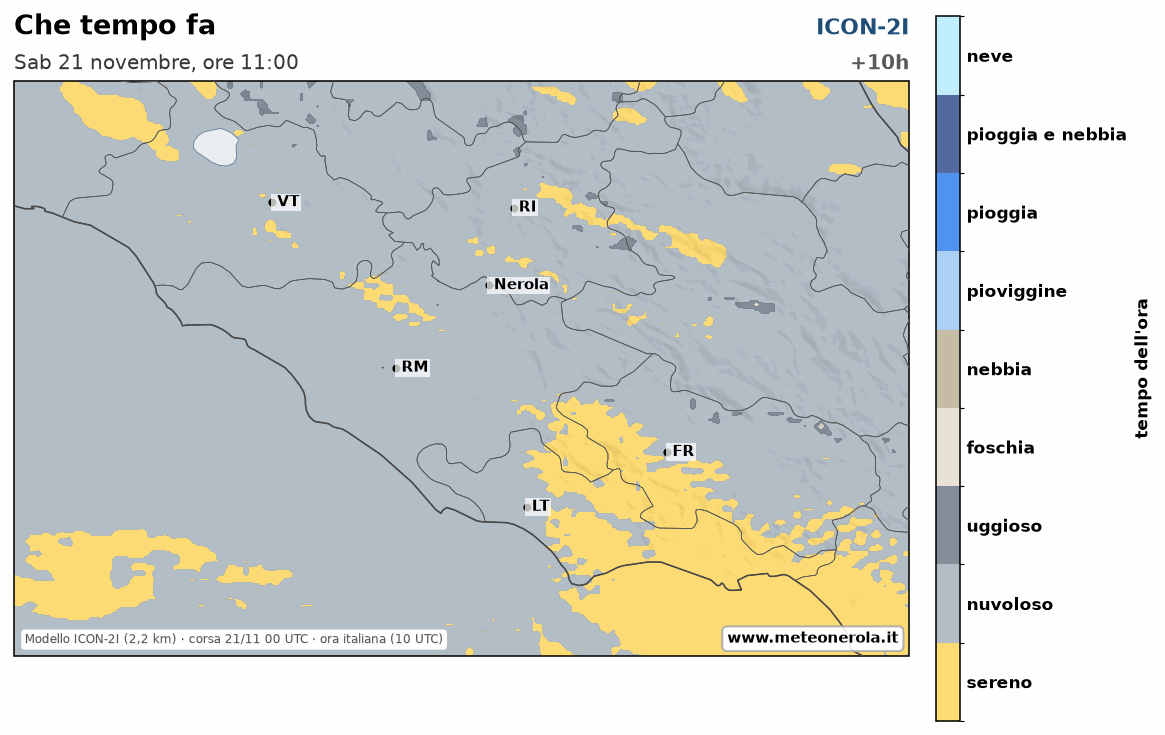 Che tempo fa
ICON-2I
Sab 21 novembre, ore 11:00
+10h
neve
pioggia e nebbia
pioggia
pioviggine
nebbia
foschia
uggioso
nuvoloso
sereno
tempo dell'ora
VT
RI
Nerola
RM
FR
LT
Modello ICON-2I (2,2 km) · corsa 21/11 00 UTC · ora italiana (10 UTC)
www.meteonerola.it